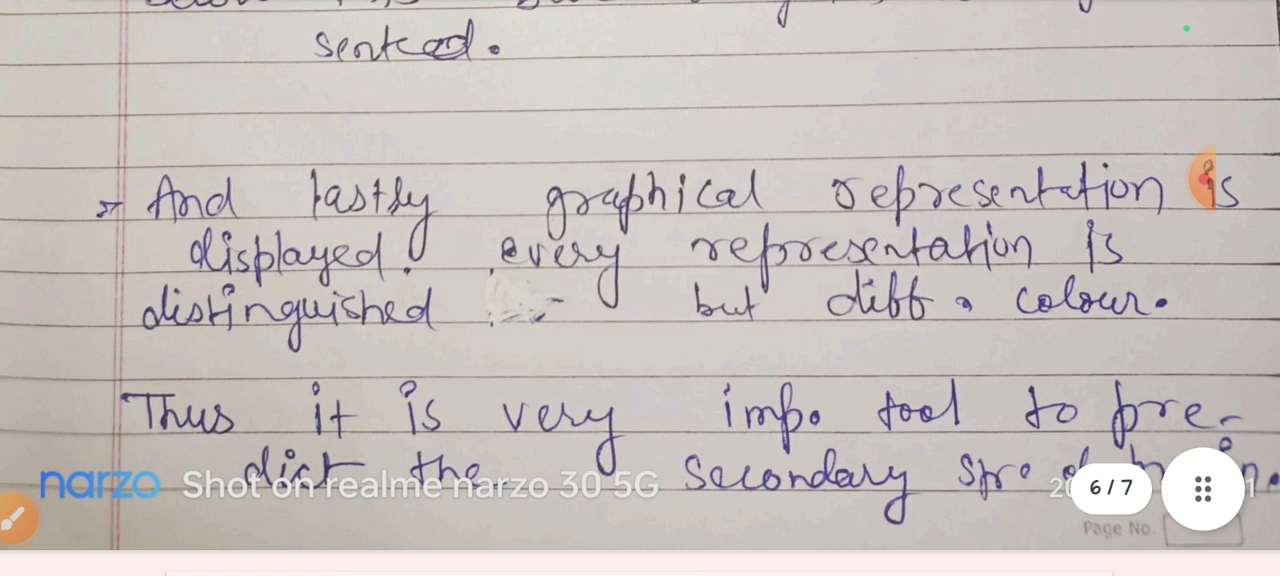 sented.
⇒ And lastly graphical representation is
displayed. every representation is
distinguished but diff. colour.
Thus it is very impo tool to pre-
dict the secondary
narzo Shot on realme narzo 30 5G
6 / 7
Page No.